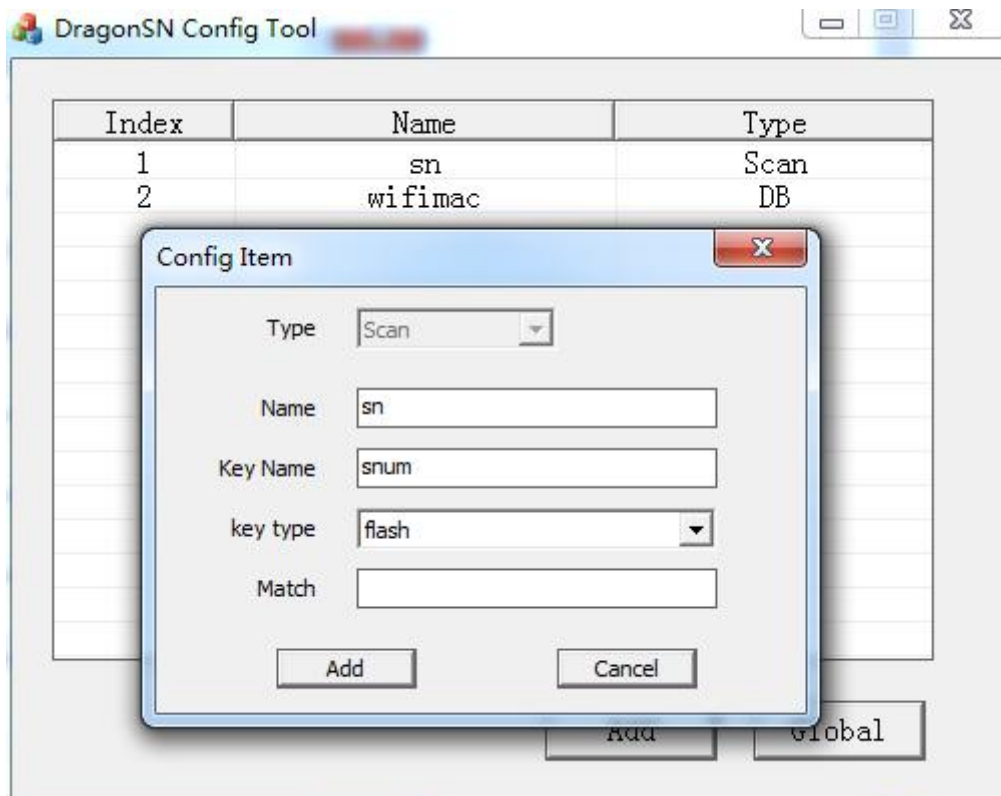 DragonSN Config Tool
Index Name Type
1 sn Scan
2 wifimac DB
Config Item
Type Scan
Name sn
Key Name snum
key type flash
Match
Add Cancel
Add Global